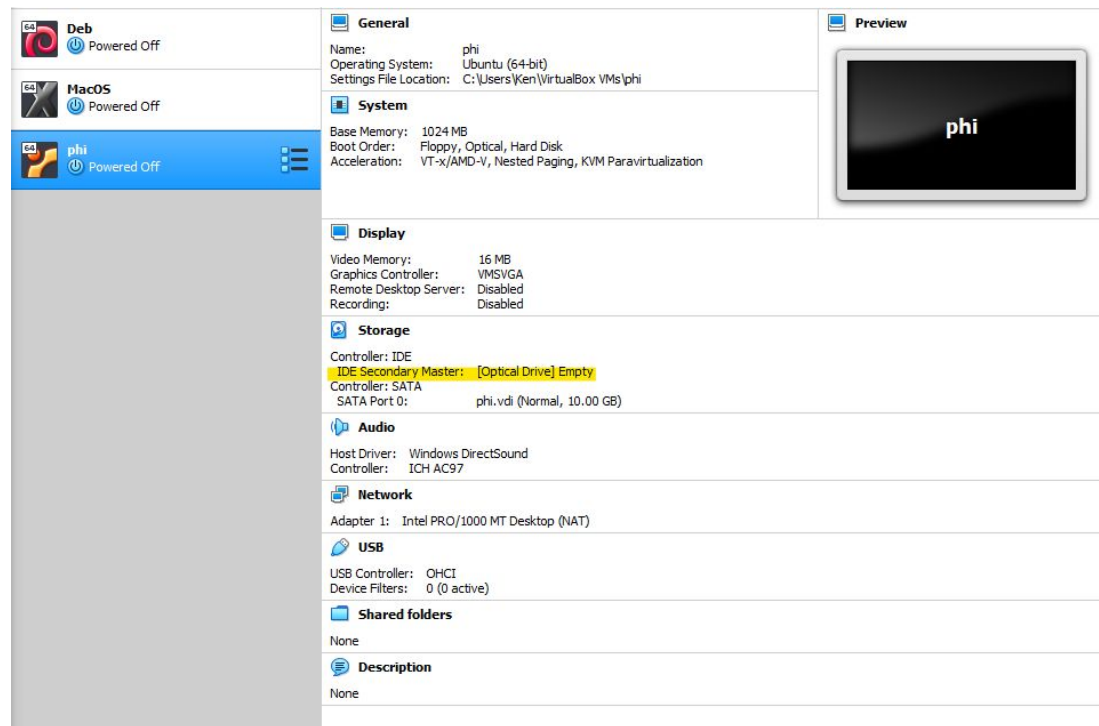 64
Deb
Powered Off
64
MacOS
Powered Off
64
phi
Powered Off
General
Name: phi
Operating System: Ubuntu (64-bit)
Settings File Location: C:\Users\Ken\VirtualBox VMs\phi
System
Base Memory: 1024 MB
Boot Order: Floppy, Optical, Hard Disk
Acceleration: VT-x/AMD-V, Nested Paging, KVM Paravirtualization
Preview
phi
Display
Video Memory: 16 MB
Graphics Controller: VMSVGA
Remote Desktop Server: Disabled
Recording: Disabled
Storage
Controller: IDE
IDE Secondary Master: [Optical Drive] Empty
Controller: SATA
SATA Port 0: phi.vdi (Normal, 10.00 GB)
Audio
Host Driver: Windows DirectSound
Controller: ICH AC97
Network
Adapter 1: Intel PRO/1000 MT Desktop (NAT)
USB
USB Controller: OHCI
Device Filters: 0 (0 active)
Shared folders
None
Description
None